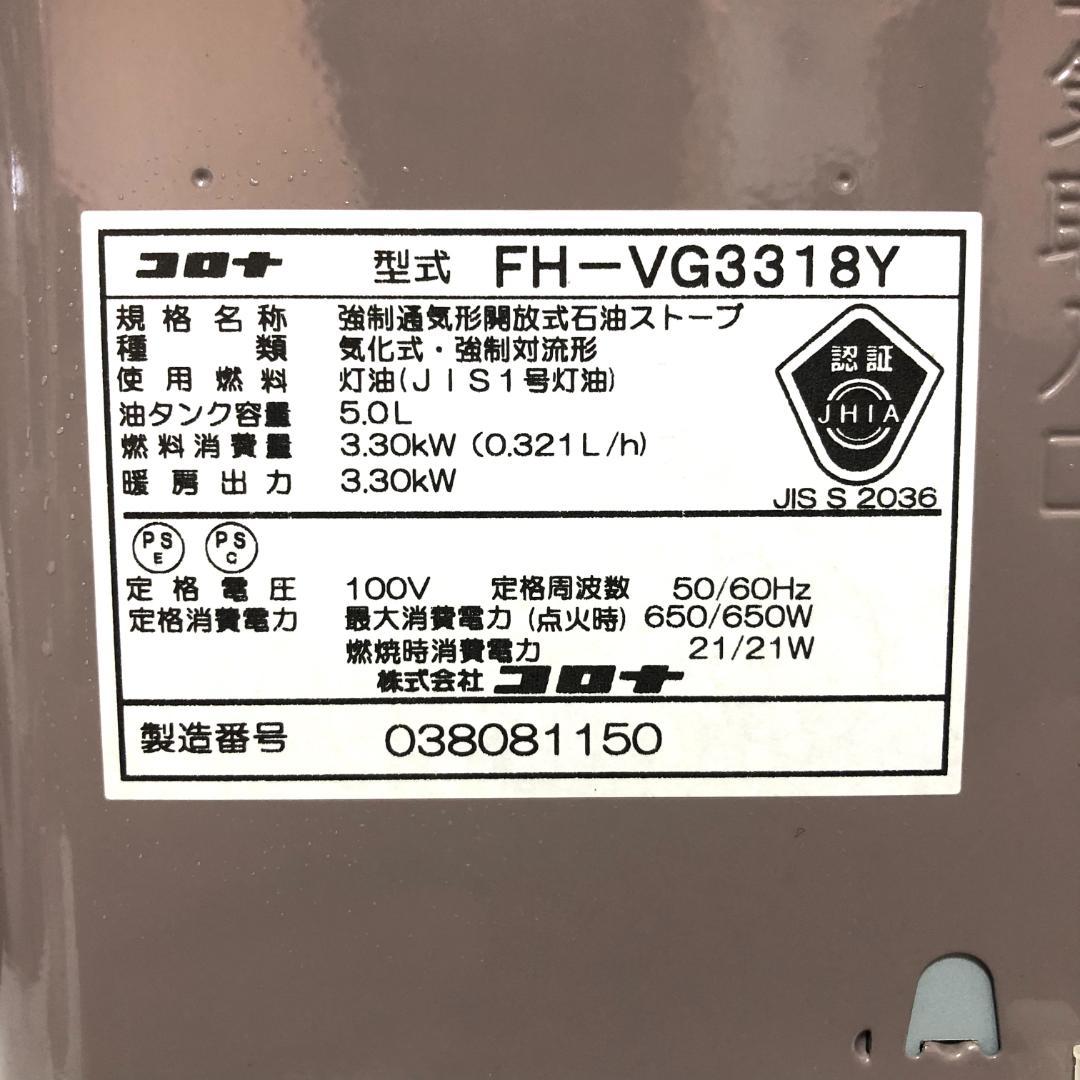 コロナ 型式 FH-VG3318Y
規格名称 強制通気形開放式石油ストーブ
種類 気化式・強制対流形
使用燃料 灯油(JIS1号灯油)
油タンク容量 5.0L
燃料消費量 3.30kW (0.321L/h)
暖房出力 3.30kW
認証
JHIA
JIS S 2036
PS E PS C
定格電圧 100V 定格周波数 50/60Hz
定格消費電力 最大消費電力(点火時) 650/650W
燃焼時消費電力 21/21W
株式会社 コロナ
製造番号 038081150